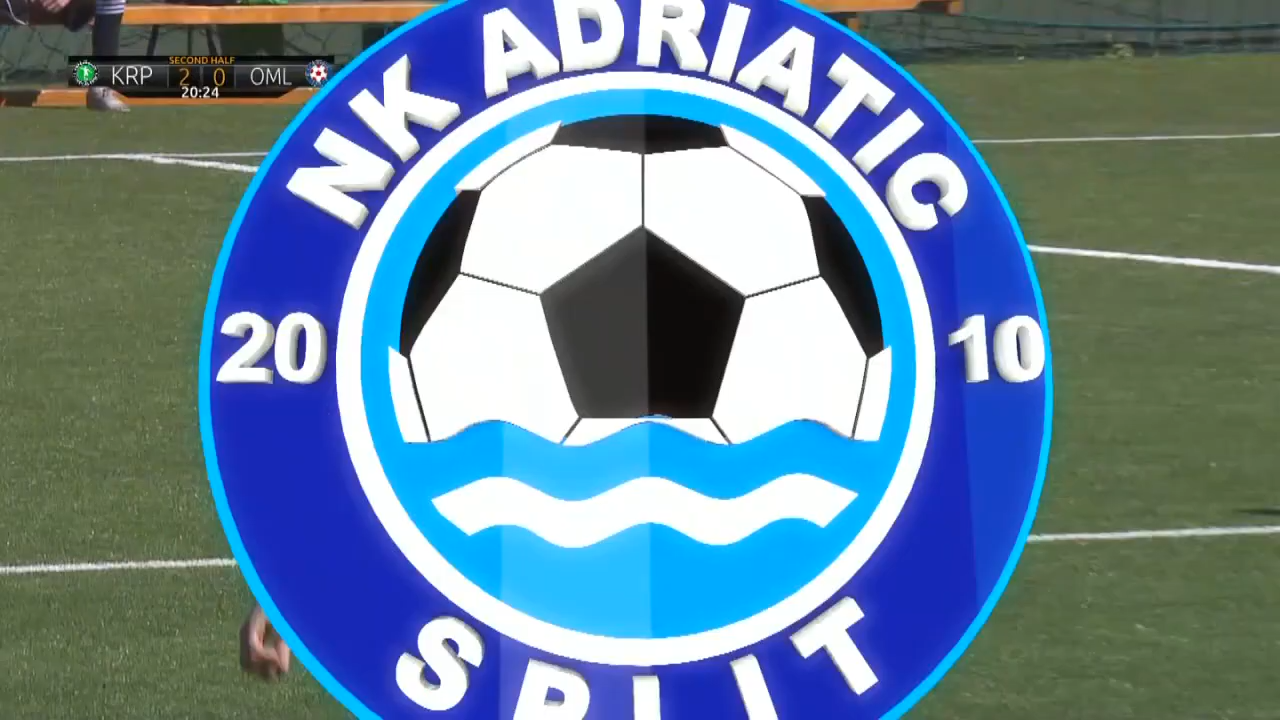 SECOND HALF
KRP 2 0 OML
20:24
NK ADRIATIC
20 10
SPLIT